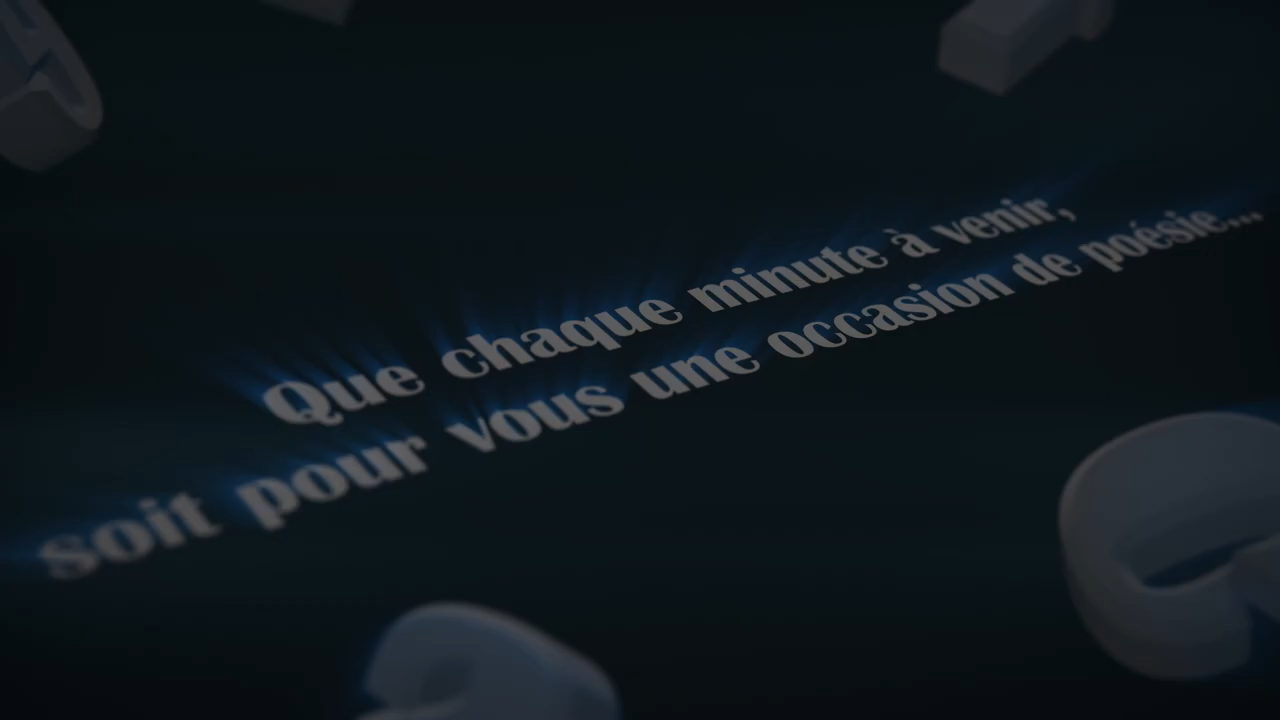 Que chaque minute à venir,
soit pour vous une occasion de poésie...